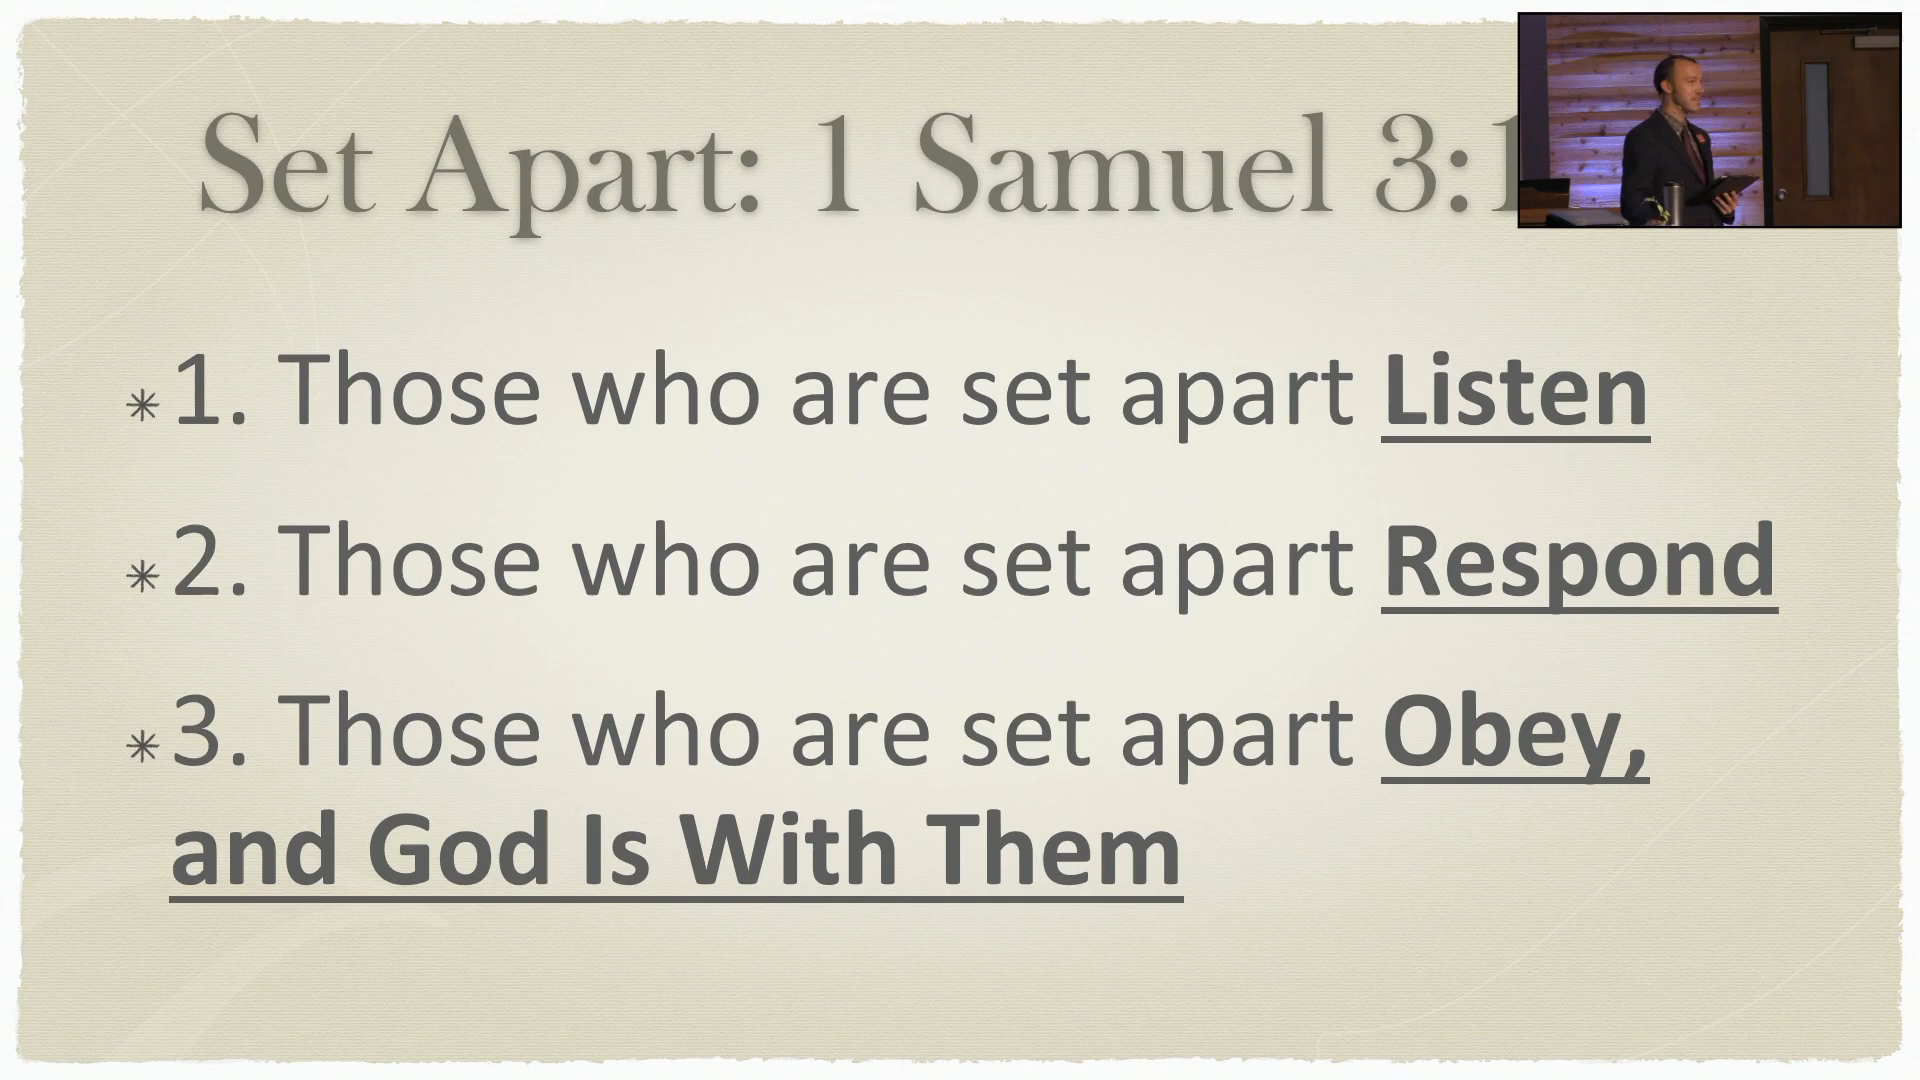 Set Apart: 1 Samuel 3:1
1. Those who are set apart Listen
2. Those who are set apart Respond
3. Those who are set apart Obey,
and God Is With Them